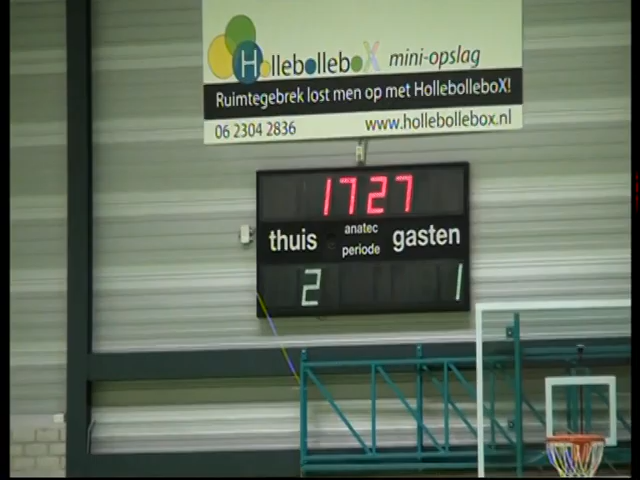 HollebolleboX mini-opslag
Ruimtegebrek lost men op met HollebolleboX!
06 2304 2836 www.hollebollebox.nl
1727
thuis anatec periode gasten
2 1